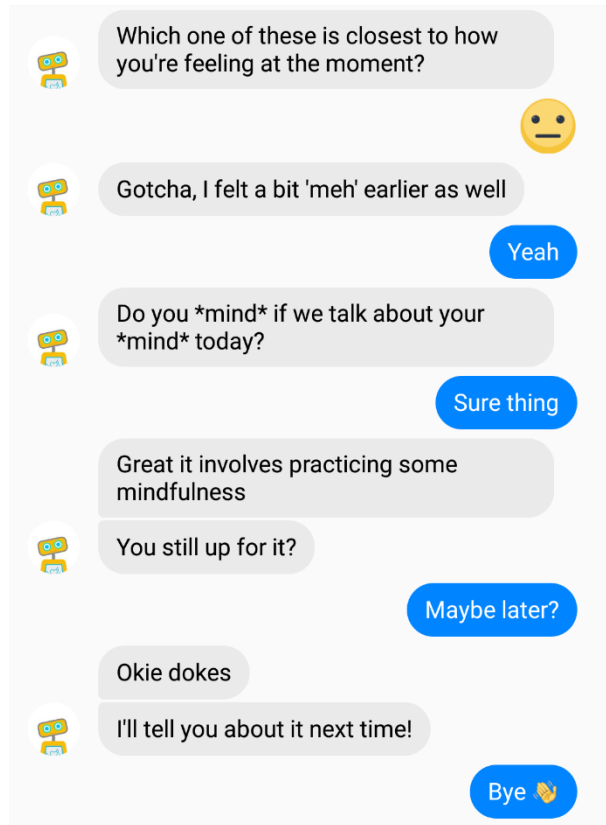 Which one of these is closest to how
you're feeling at the moment?
😐
Gotcha, I felt a bit 'meh' earlier as well
Yeah
Do you *mind* if we talk about your
*mind* today?
Sure thing
Great it involves practicing some
mindfulness
You still up for it?
Maybe later?
Okie dokes
I'll tell you about it next time!
Bye 👋